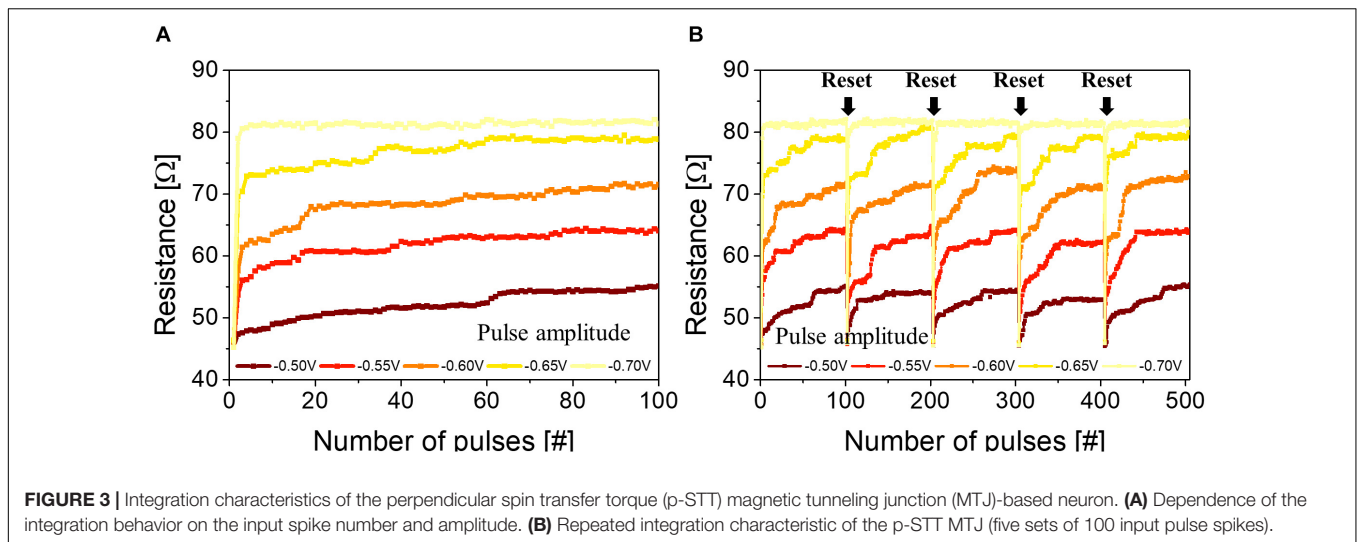 A
B
90
80
70
60
50
40
Resistance [Ω]
Pulse amplitude
-0.50V -0.55V -0.60V -0.65V -0.70V
0 20 40 60 80 100
Number of pulses [#]
Reset Reset Reset Reset
90
80
70
60
50
40
Resistance [Ω]
Pulse amplitude
-0.50V -0.55V -0.60V -0.65V -0.70V
0 100 200 300 400 500
Number of pulses [#]
FIGURE 3 | Integration characteristics of the perpendicular spin transfer torque (p-STT) magnetic tunneling junction (MTJ)-based neuron. (A) Dependence of the
integration behavior on the input spike number and amplitude. (B) Repeated integration characteristic of the p-STT MTJ (five sets of 100 input pulse spikes).